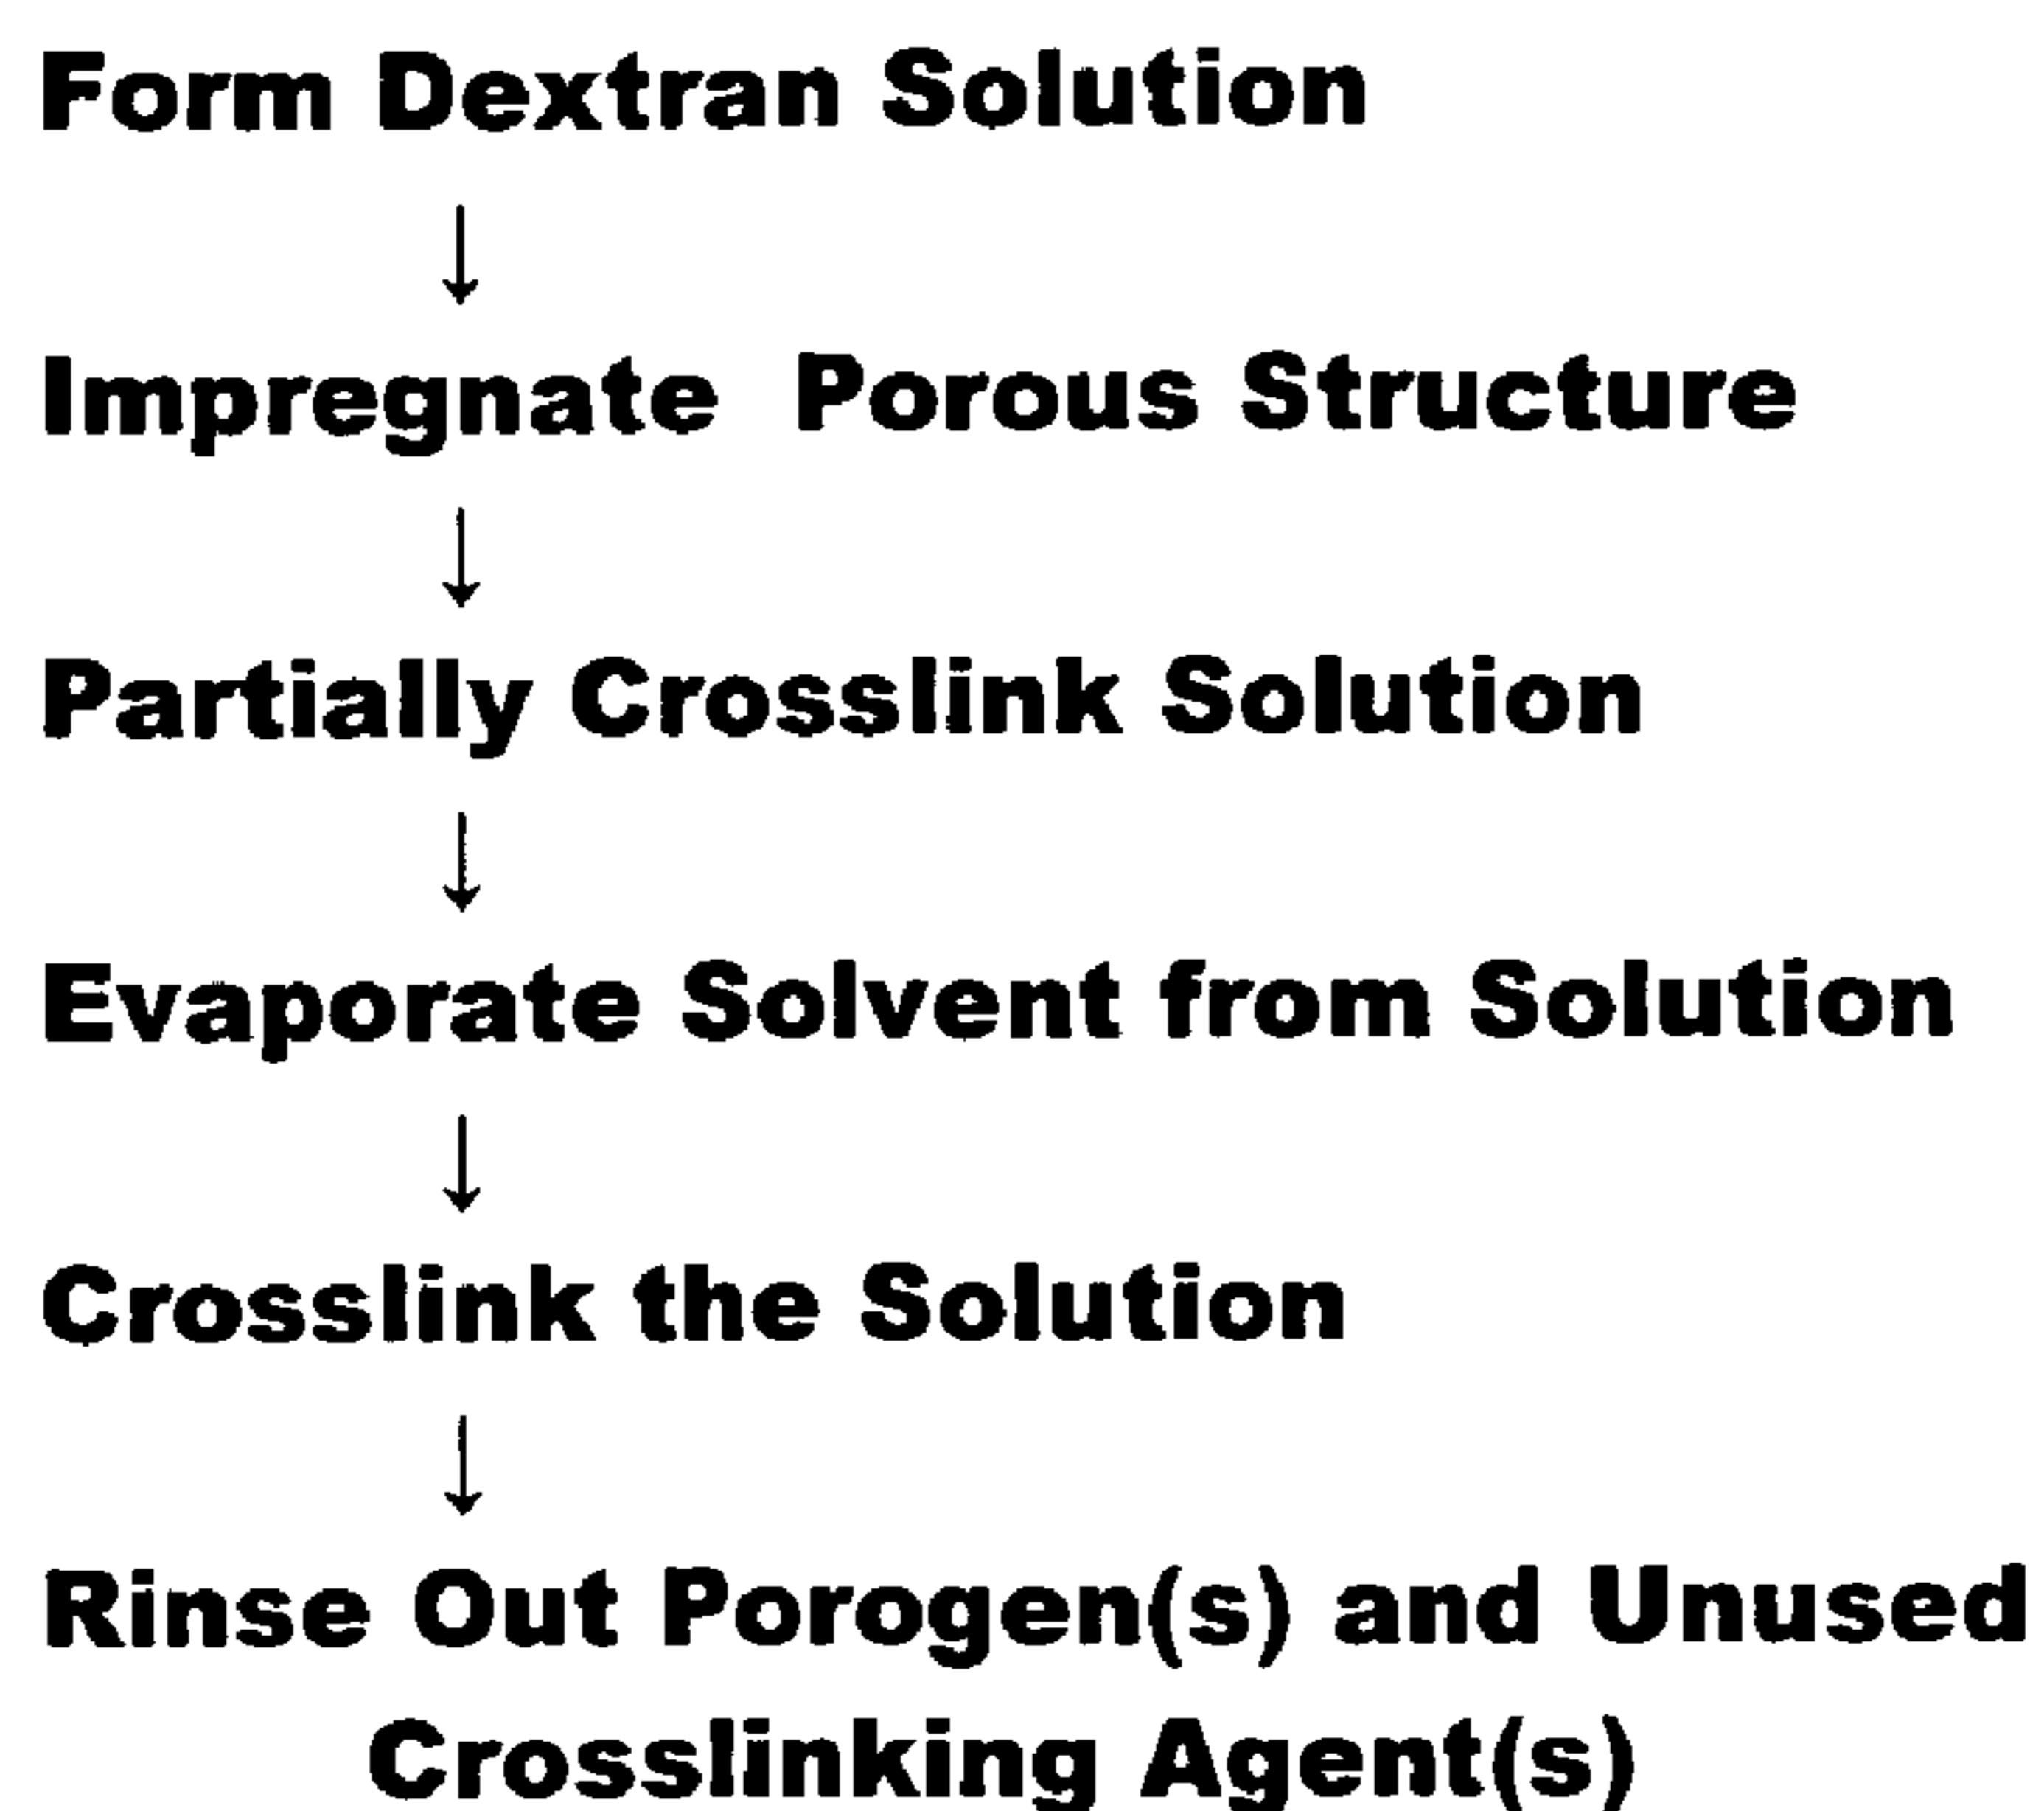 Form Dextran Solution
Impregnate Porous Structure
Partially Crosslink Solution
Evaporate Solvent from Solution
Crosslink the Solution
Rinse Out Porogen(s) and Unused
Crosslinking Agent(s)